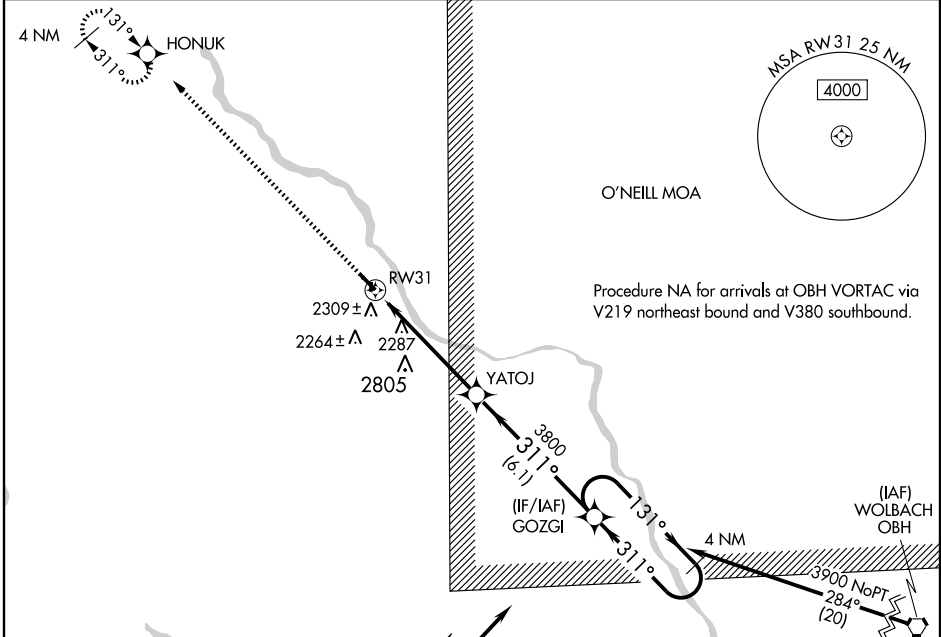 4 NM
131°
311°
HONUK
MSA RW31 25 NM
4000
O'NEILL MOA
Procedure NA for arrivals at OBH VORTAC via
V219 northeast bound and V380 southbound.
RW31
2309±
2264±
2287
2805
YATOJ
3800
311°
(6.1)
(IF/IAF)
GOZGI
131°
311°
4 NM
(IAF)
WOLBACH
OBH
3900 NoPT
284°
(20)